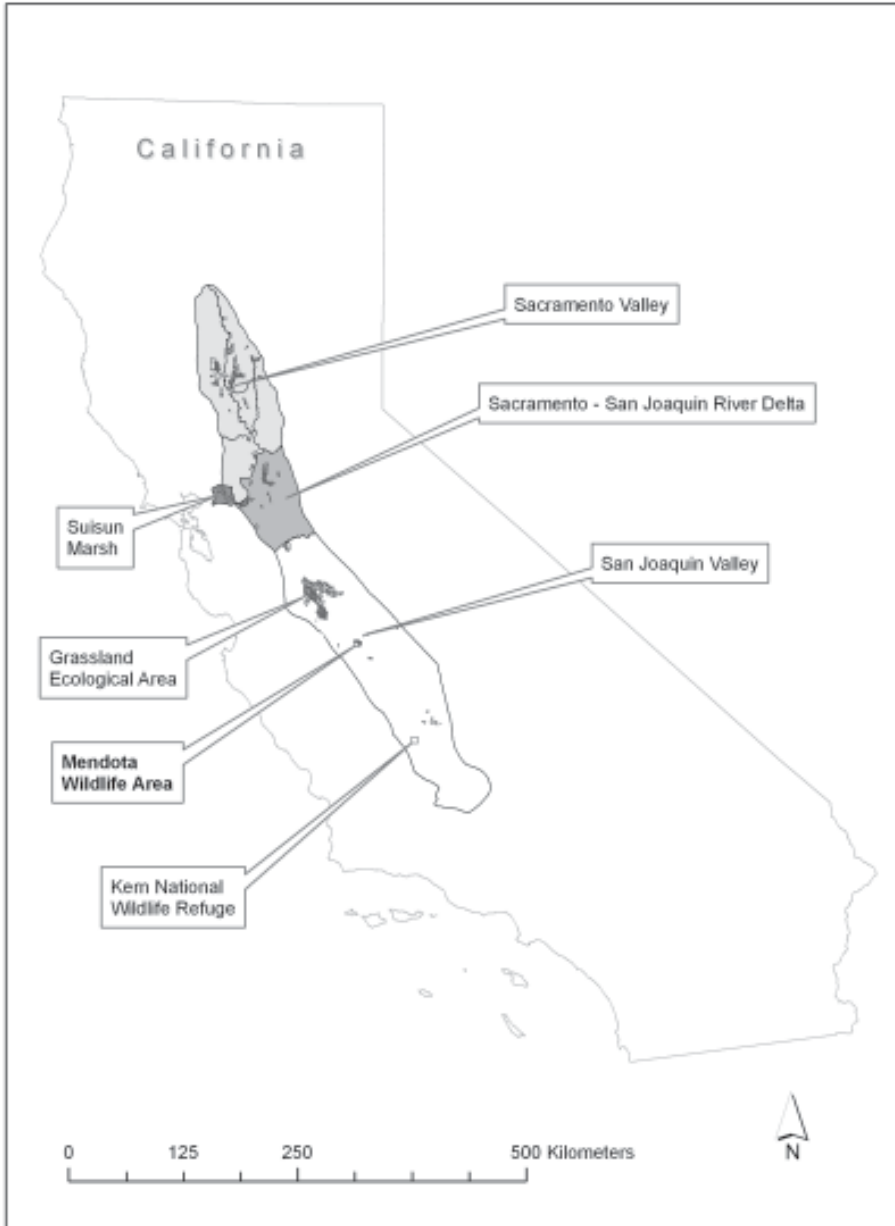 California
Sacramento Valley
Sacramento - San Joaquin River Delta
Suisun
Marsh
San Joaquin Valley
Grassland
Ecological Area
Mendota
Wildlife Area
Kern National
Wildlife Refuge
0 125 250 500 Kilometers
N